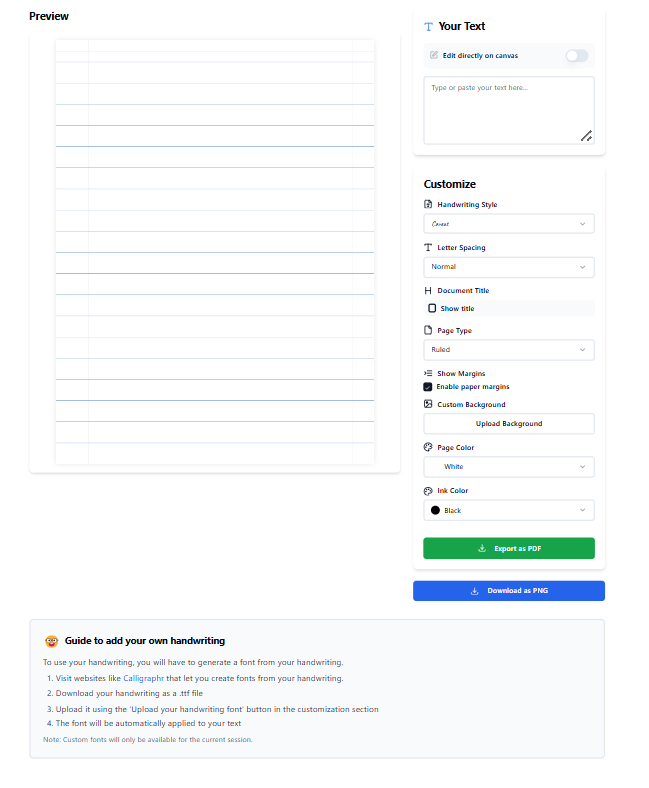 Preview
Your Text
Edit directly on canvas
Type or paste your text here...
Customize
Handwriting Style
Caveat
Letter Spacing
Normal
Document Title
Show title
Page Type
Ruled
Show Margins
Enable paper margins
Custom Background
Upload Background
Page Color
White
Ink Color
Black
Export as PDF
Download as PNG
Guide to add your own handwriting
To use your handwriting, you will have to generate a font from your handwriting.
1. Visit websites like Calligraphr that let you create fonts from your handwriting.
2. Download your handwriting as a .ttf file
3. Upload it using the 'Upload your handwriting font' button in the customization section
4. The font will be automatically applied to your text
Note: Custom fonts will only be available for the current session.